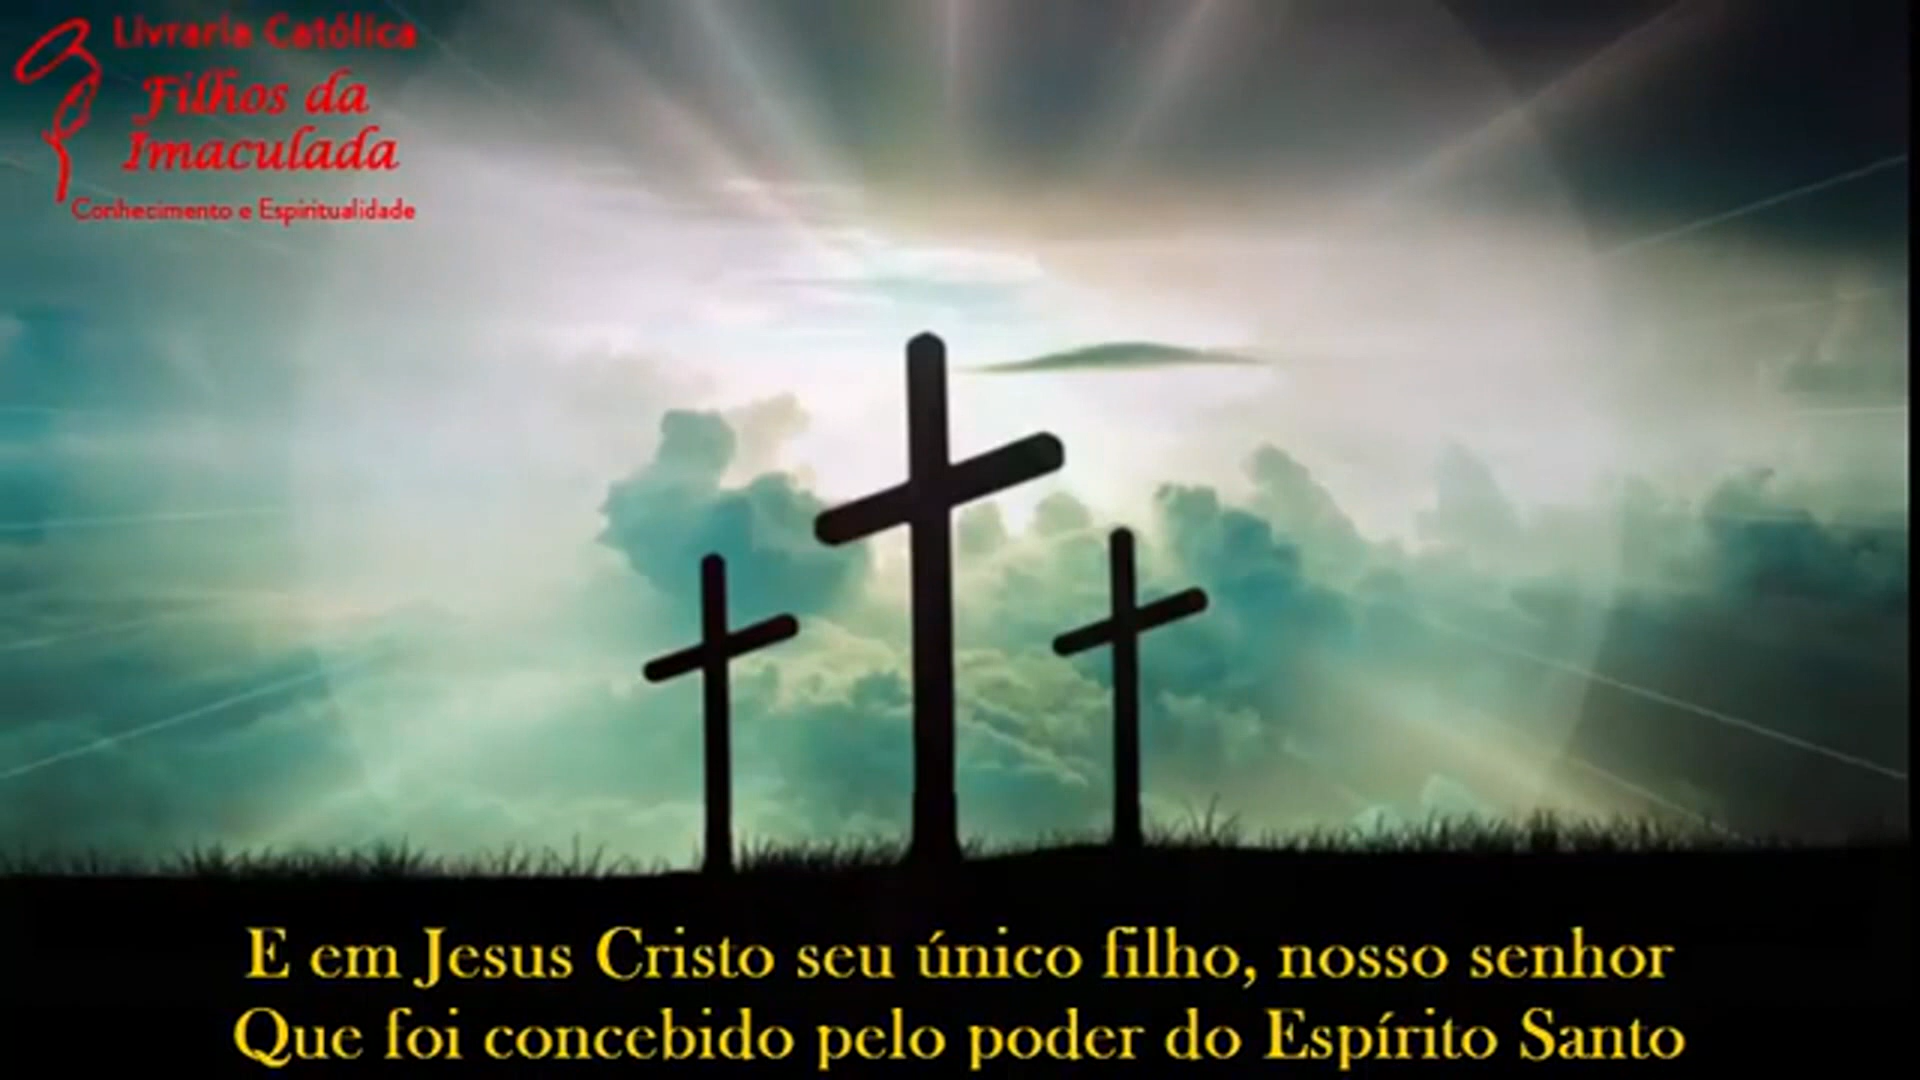 Livraria Católica
Filhos da
Imaculada
Conhecimento e Espiritualidade
E em Jesus Cristo seu único filho, nosso senhor
Que foi concebido pelo poder do Espírito Santo